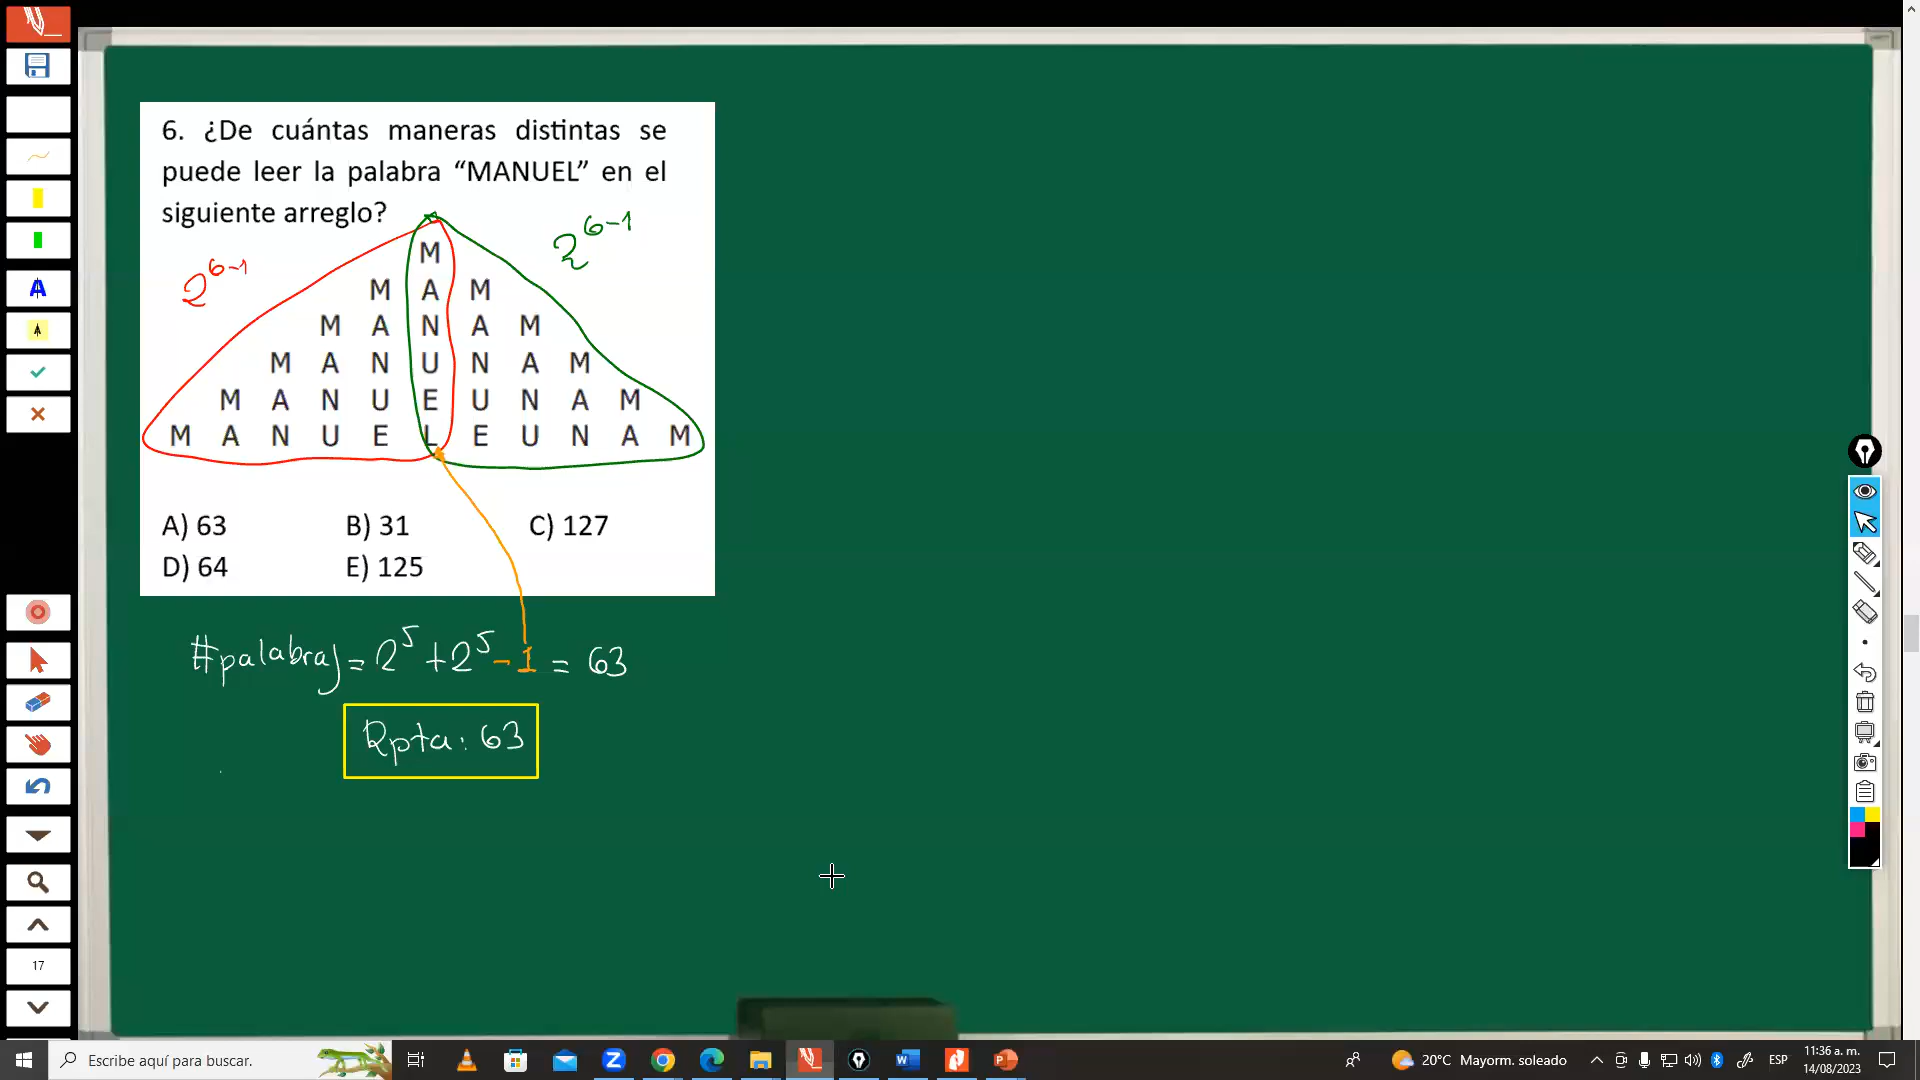 6. ¿De cuántas maneras distintas se
puede leer la palabra “MANUEL” en el
siguiente arreglo?
2^{6-1}
2^{6-1}
M
M A M
M A N A M
M A N U N A M
M A N U E U N A M
M A N U E L E U N A M
A) 63 B) 31 C) 127
D) 64 E) 125
#palabras = 2^5 + 2^5 - 1 = 63
Rpta: 63
17
Escribe aquí para buscar.
20°C Mayorm. soleado
ESP
11:36 a. m.
14/08/2023